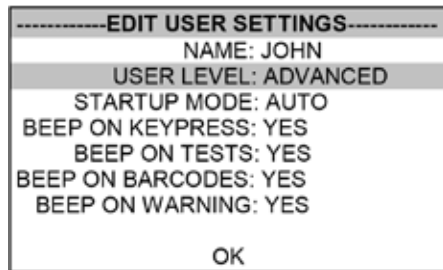 ------------EDIT USER SETTINGS------------
NAME: JOHN
USER LEVEL: ADVANCED
STARTUP MODE: AUTO
BEEP ON KEYPRESS: YES
BEEP ON TESTS: YES
BEEP ON BARCODES: YES
BEEP ON WARNING: YES
OK